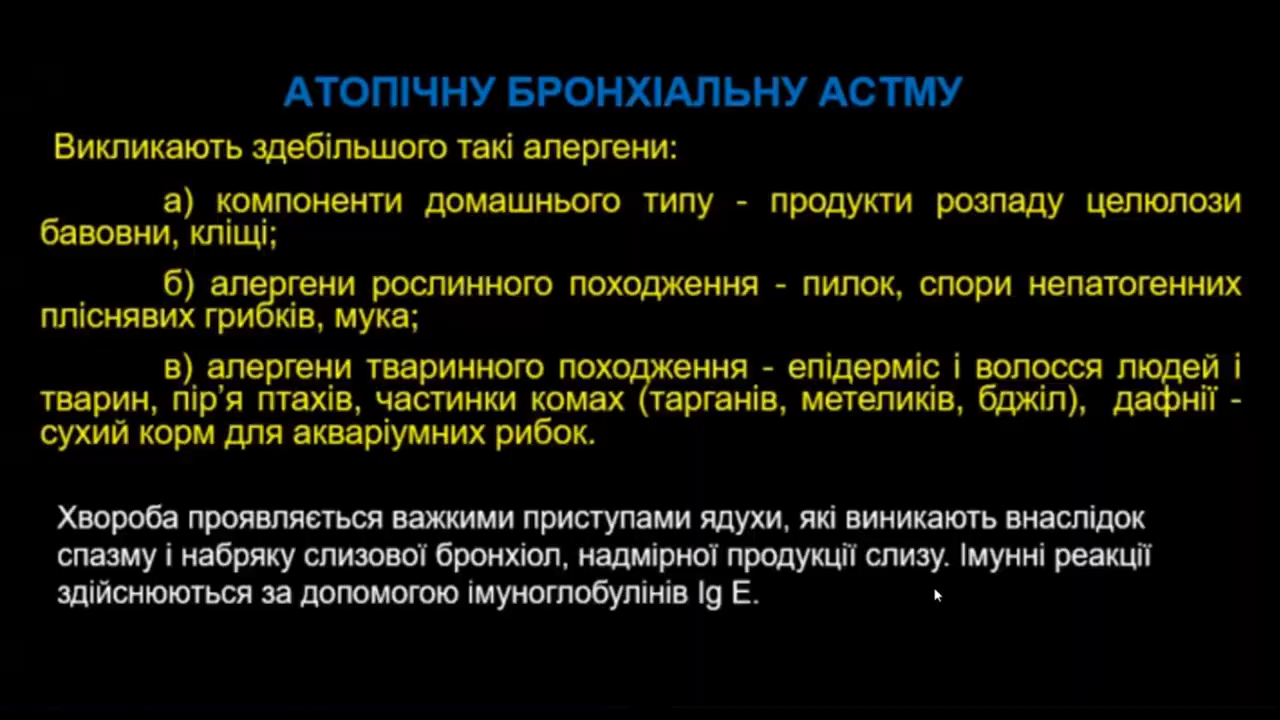 АТОПІЧНУ БРОНХІАЛЬНУ АСТМУ
Викликають здебільшого такі алергени:
а) компоненти домашнього типу - продукти розпаду целюлози
бавовни, кліщі;
б) алергени рослинного походження - пилок, спори непатогенних
пліснявих грибків, мука;
в) алергени тваринного походження - епідерміс і волосся людей і
тварин, пір’я птахів, частинки комах (тарганів, метеликів, бджіл), дафнії -
сухий корм для акваріумних рибок.
Хвороба проявляється важкими приступами ядухи, які виникають внаслідок
спазму і набряку слизової бронхіол, надмірної продукції слизу. Імунні реакції
здійснюються за допомогою імуноглобулінів Ig E.